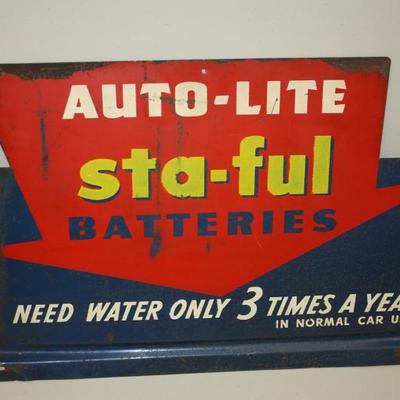 AUTO-LITE
sta-ful
BATTERIES
NEED WATER ONLY 3 TIMES A YEA
IN NORMAL CAR U